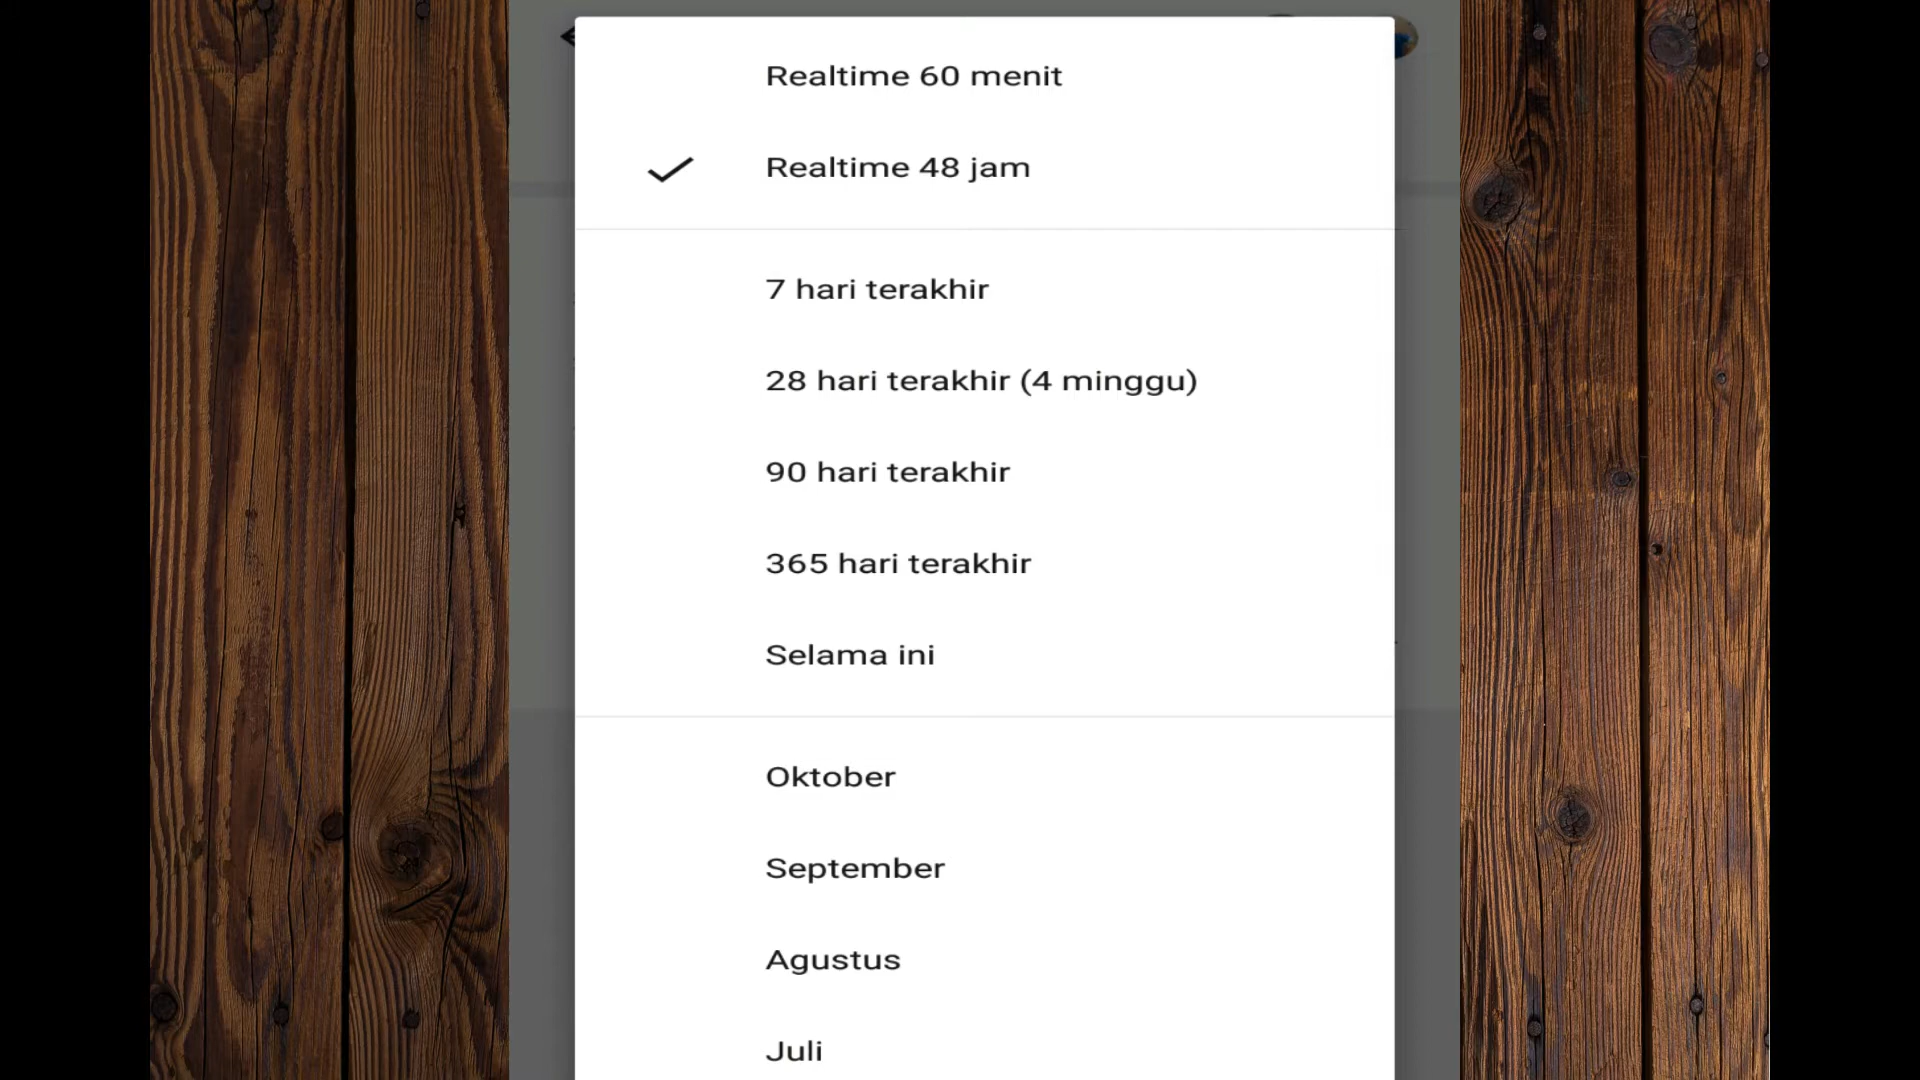 Realtime 60 menit
Realtime 48 jam
7 hari terakhir
28 hari terakhir (4 minggu)
90 hari terakhir
365 hari terakhir
Selama ini
Oktober
September
Agustus
Juli